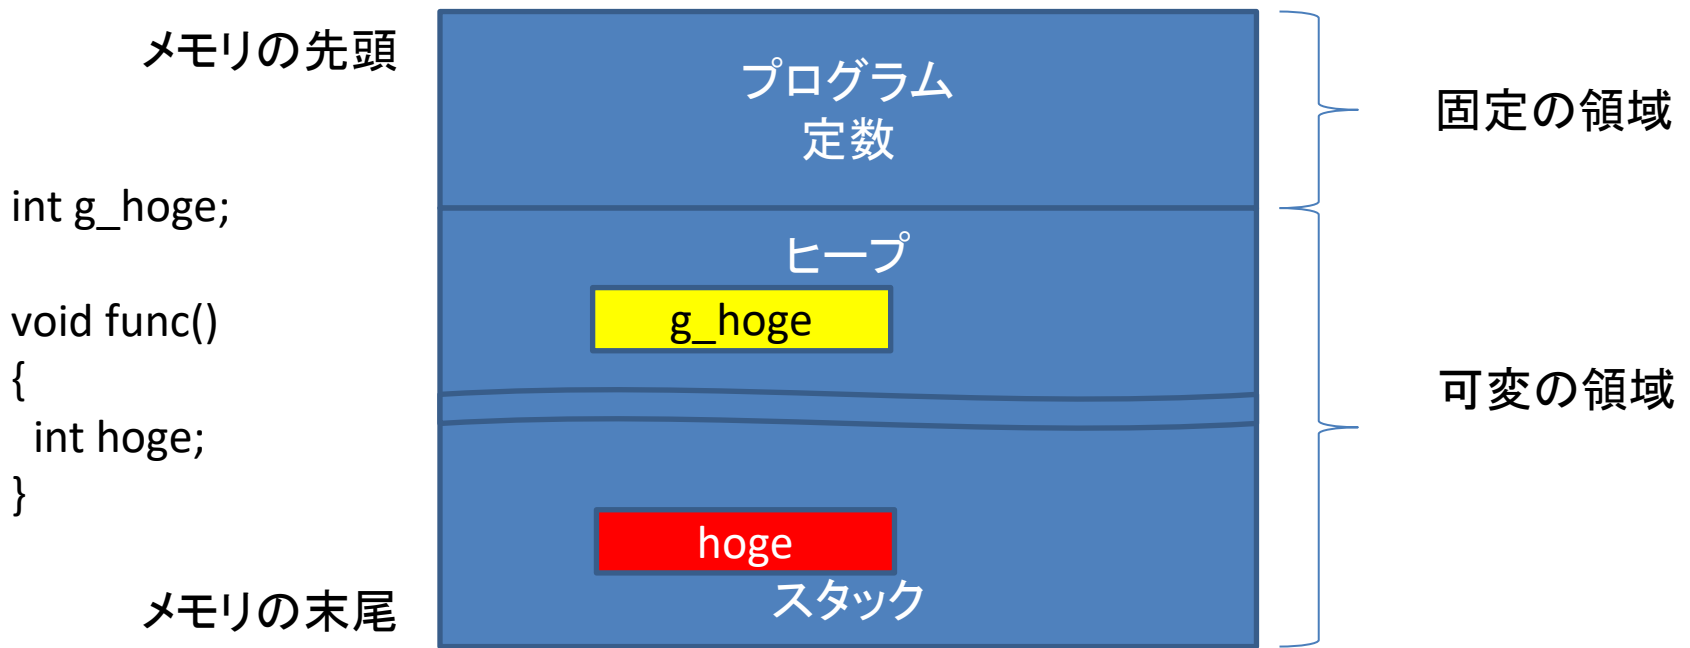 メモリの先頭
プログラム
定数
固定の領域
int g_hoge;
ヒープ
g_hoge
void func()
{
int hoge;
}
可変の領域
hoge
スタック
メモリの末尾